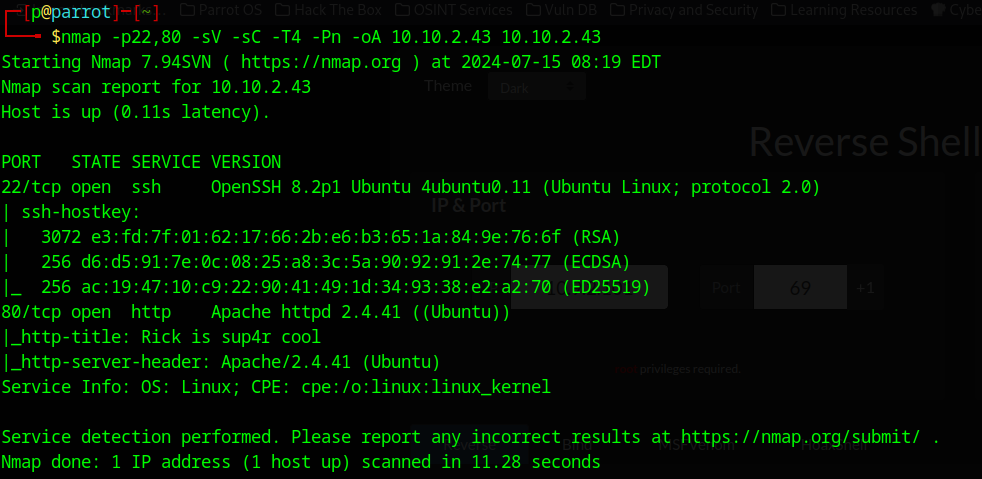 Parrot OS Hack The Box OSINT Services Vuln DB Privacy and Security Learning Resources
[p@parrot]─[~]
$nmap -p22,80 -sV -sC -T4 -Pn -oA 10.10.2.43 10.10.2.43
Starting Nmap 7.94SVN ( https://nmap.org ) at 2024-07-15 08:19 EDT
Nmap scan report for 10.10.2.43
Theme Dark
Host is up (0.11s latency).
Reverse Shell
PORT   STATE SERVICE VERSION
22/tcp open  ssh     OpenSSH 8.2p1 Ubuntu 4ubuntu0.11 (Ubuntu Linux; protocol 2.0)
IP & Port
| ssh-hostkey:
|   3072 e3:fd:7f:01:62:17:66:2b:e6:b3:65:1a:84:9e:76:6f (RSA)
|   256 d6:d5:91:7e:0c:08:25:a8:3c:5a:90:92:91:2e:74:77 (ECDSA)
|_  256 ac:19:47:10:c9:22:90:41:49:1d:34:93:38:e2:a2:70 (ED25519)
Port 69 +1
80/tcp open  http    Apache httpd 2.4.41 ((Ubuntu))
|_http-title: Rick is sup4r cool
|_http-server-header: Apache/2.4.41 (Ubuntu)
privileges required.
Service Info: OS: Linux; CPE: cpe:/o:linux:linux_kernel
Service detection performed. Please report any incorrect results at https://nmap.org/submit/ .
Nmap done: 1 IP address (1 host up) scanned in 11.28 seconds